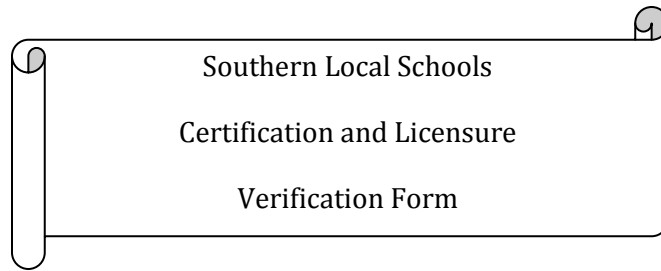 Southern Local Schools
Certification and Licensure
Verification Form